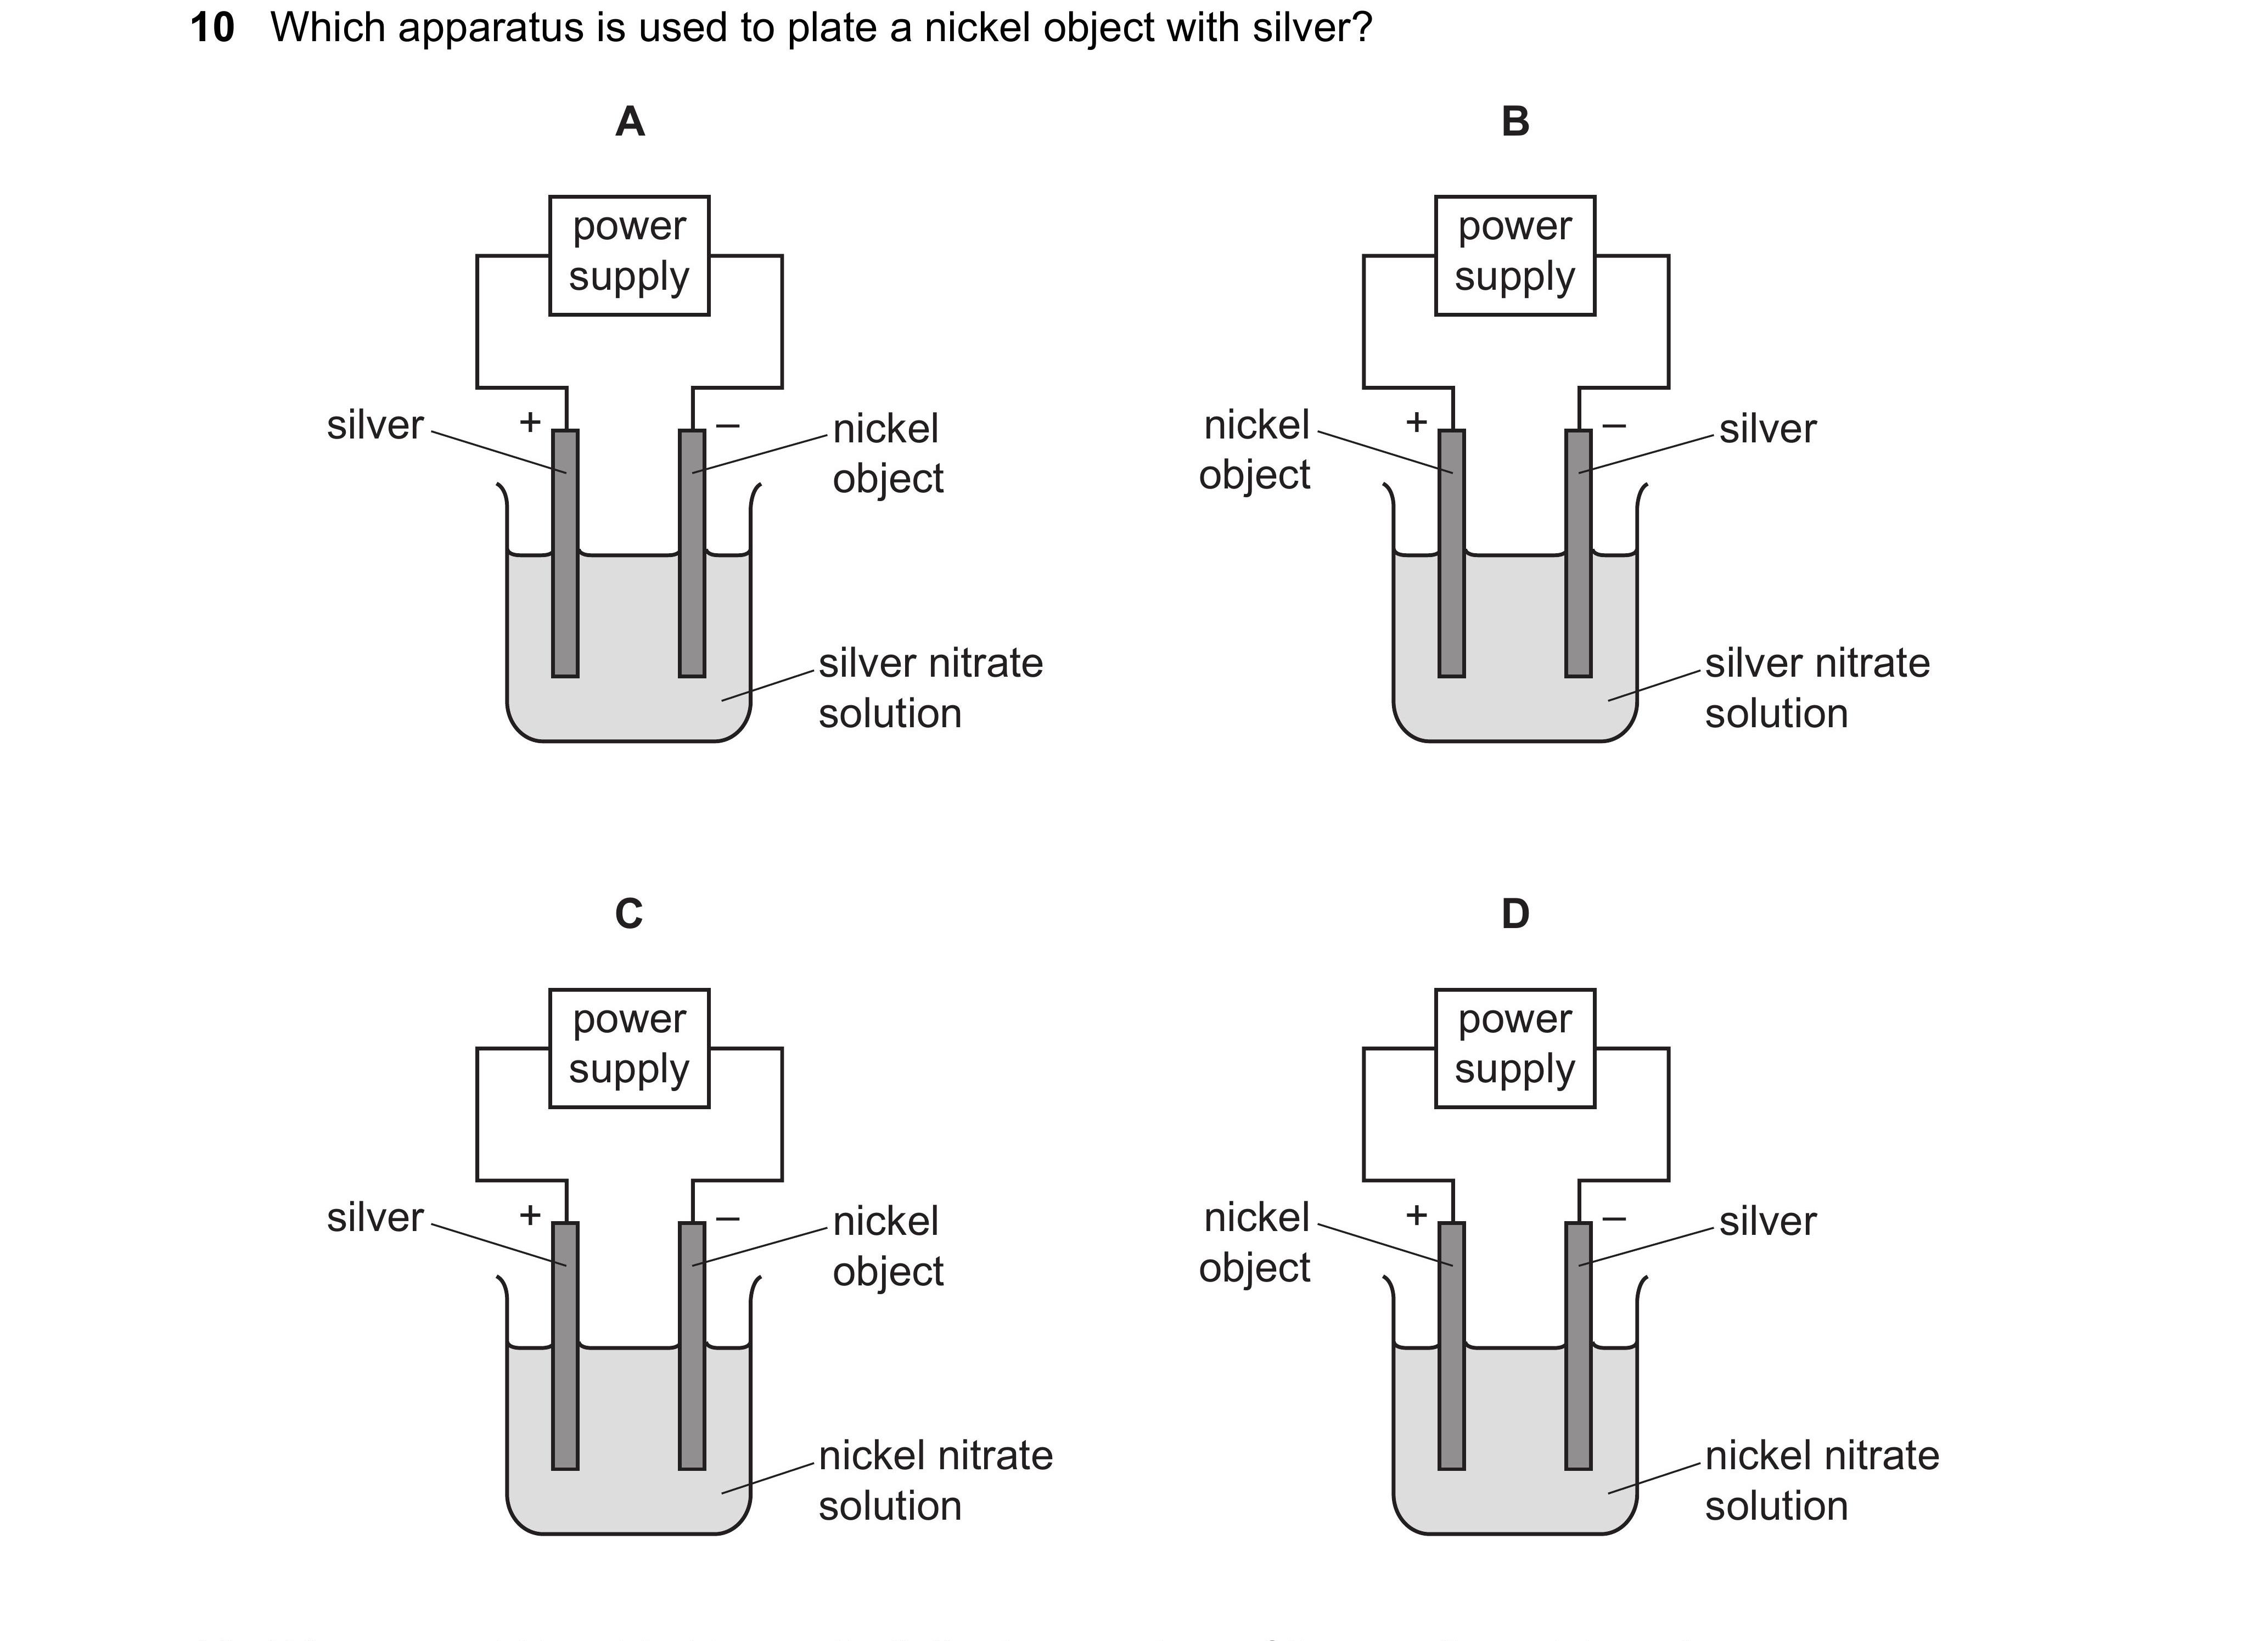 10 Which apparatus is used to plate a nickel object with silver?
A
power
supply
silver
+
–
nickel
object
silver nitrate
solution
B
power
supply
nickel
object
+
–
silver
silver nitrate
solution
C
power
supply
silver
+
–
nickel
object
nickel nitrate
solution
D
power
supply
nickel
object
+
–
silver
nickel nitrate
solution